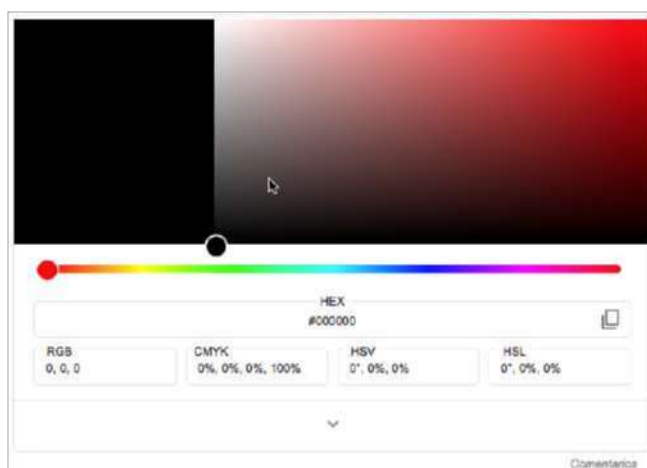 HEX
#000000
RGB
0, 0, 0
CMYK
0%, 0%, 0%, 100%
HSV
0°, 0%, 0%
HSL
0°, 0%, 0%
Comentarios